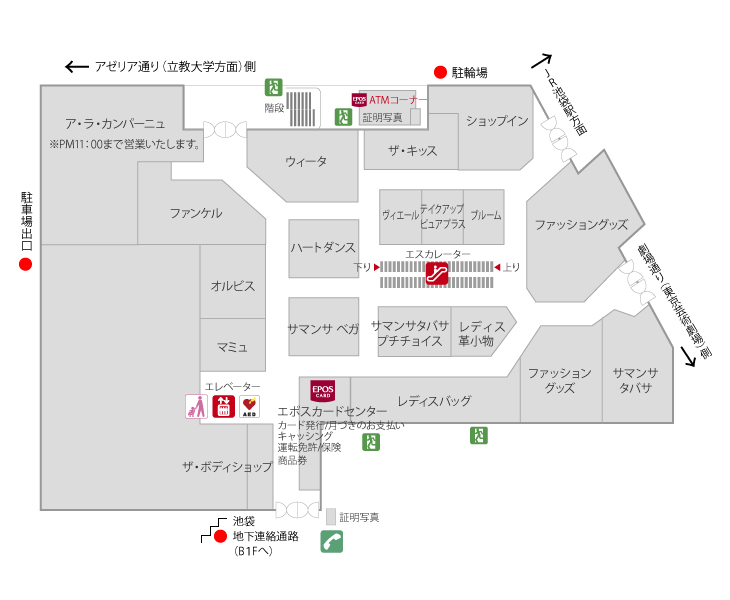 アゼリア通り（立教大学方面）側
駐輪場
JR池袋駅方面
階段
EPOS CARD
ATMコーナー
証明写真
ア・ラ・カンパーニュ
※PM11：00まで営業いたします。
ウィータ
ザ・キッス
ショップイン
駐車場出口
ファンケル
ヴィエール
テイクアップ
ピュアプラス
ブルーム
ファッショングッズ
ハートダンス
エスカレーター
下り
上り
劇場通り（東京芸術劇場）側
オルビス
サマンサ ベガ
サマンサタバサ
プチチョイス
レディス
革小物
マミュ
ファッション
グッズ
サマンサ
タバサ
エレベーター
AED
EPOS
CARD
エポスカードセンター
カード発行/月づきのお支払い
キャッシング
運転免許/保険
商品券
レディスバッグ
ザ・ボディショップ
証明写真
池袋
地下連絡通路
（B1Fへ）